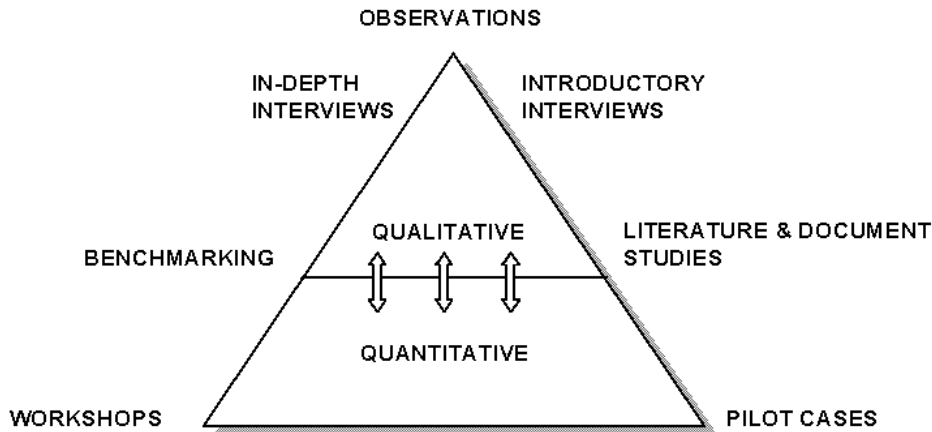 OBSERVATIONS
IN-DEPTH
INTERVIEWS
INTRODUCTORY
INTERVIEWS
QUALITATIVE
BENCHMARKING
LITERATURE & DOCUMENT
STUDIES
QUANTITATIVE
WORKSHOPS
PILOT CASES